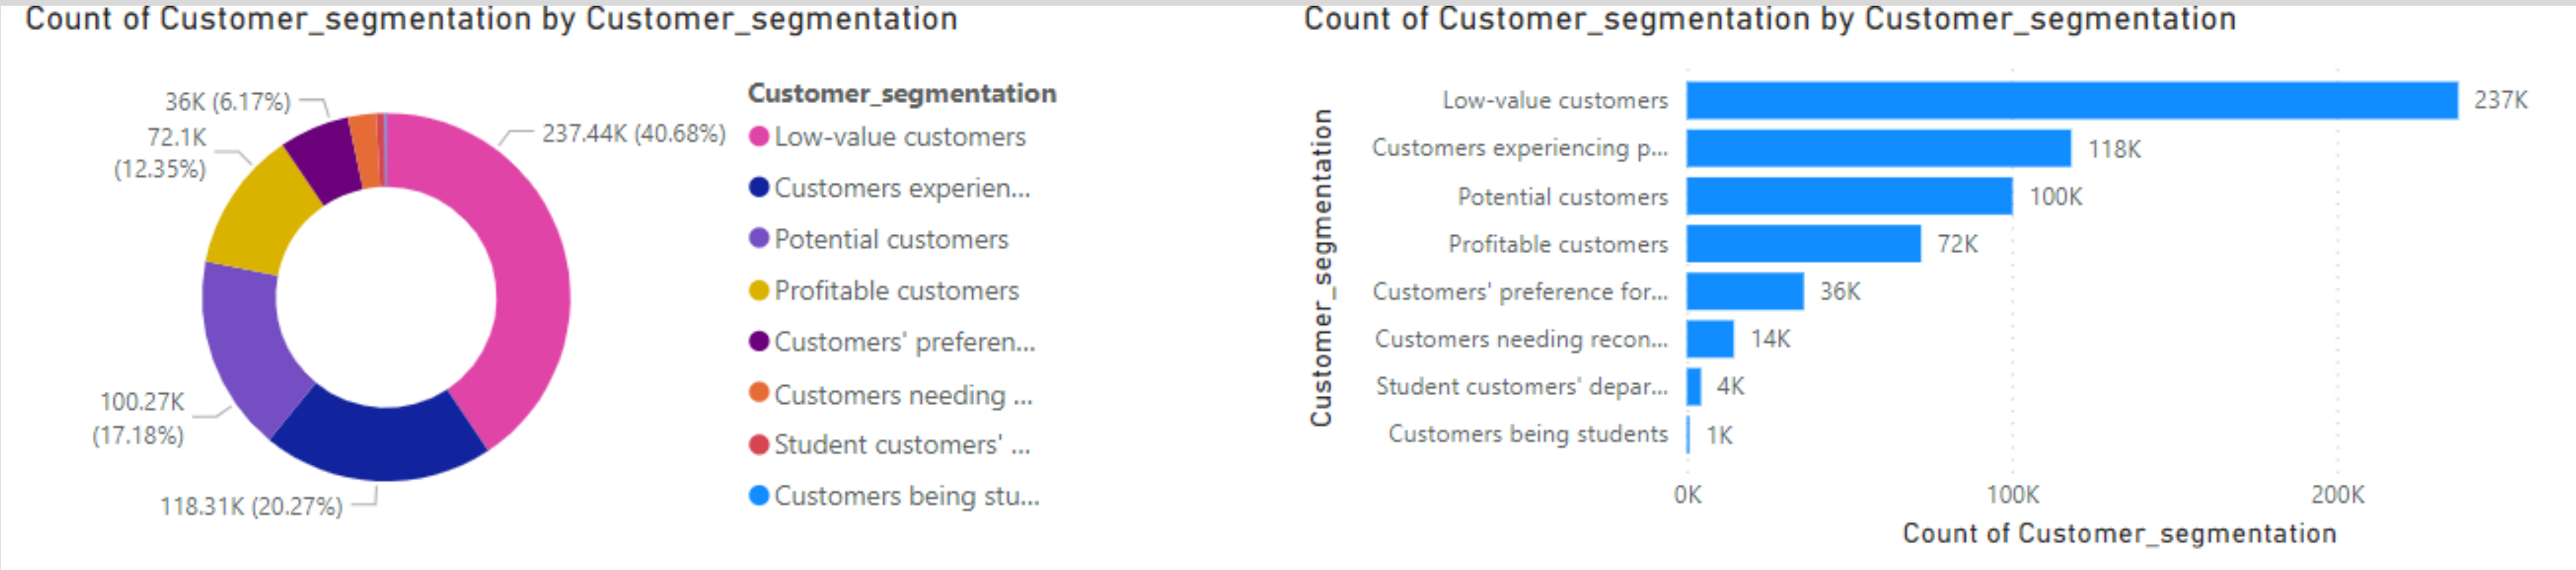 Count of Customer_segmentation by Customer_segmentation
36K (6.17%)
72.1K
(12.35%)
237.44K (40.68%)
100.27K
(17.18%)
118.31K (20.27%)
Customer_segmentation
Low-value customers
Customers experien...
Potential customers
Profitable customers
Customers' preferen...
Customers needing ...
Student customers' ...
Customers being stu...
Count of Customer_segmentation by Customer_segmentation
Customer_segmentation
Low-value customers 237K
Customers experiencing p... 118K
Potential customers 100K
Profitable customers 72K
Customers' preference for... 36K
Customers needing recon... 14K
Student customers' depar... 4K
Customers being students 1K
0K 100K 200K
Count of Customer_segmentation